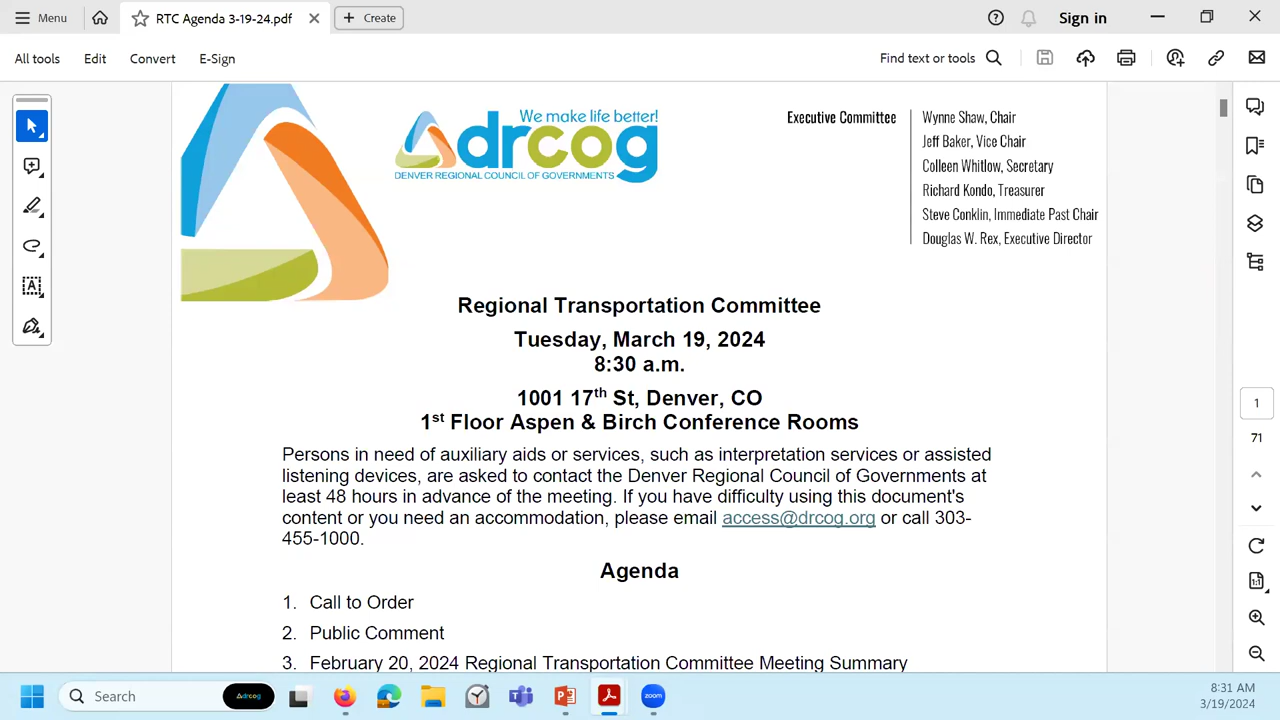 Menu
RTC Agenda 3-19-24.pdf
Create
Sign in
All tools
Edit
Convert
E-Sign
Find text or tools
We make life better!
drcog
DENVER REGIONAL COUNCIL OF GOVERNMENTS
Executive Committee
Wynne Shaw, Chair
Jeff Baker, Vice Chair
Colleen Whitlow, Secretary
Richard Kondo, Treasurer
Steve Conklin, Immediate Past Chair
Douglas W. Rex, Executive Director
Regional Transportation Committee
Tuesday, March 19, 2024
8:30 a.m.
1001 17th St, Denver, CO
1st Floor Aspen & Birch Conference Rooms
Persons in need of auxiliary aids or services, such as interpretation services or assisted
listening devices, are asked to contact the Denver Regional Council of Governments at
least 48 hours in advance of the meeting. If you have difficulty using this document's
content or you need an accommodation, please email access@drcog.org or call 303-
455-1000.
Agenda
1. Call to Order
2. Public Comment
3. February 20, 2024 Regional Transportation Committee Meeting Summary
1
71
1:1
Search
drcog
zoom
8:31 AM
3/19/2024